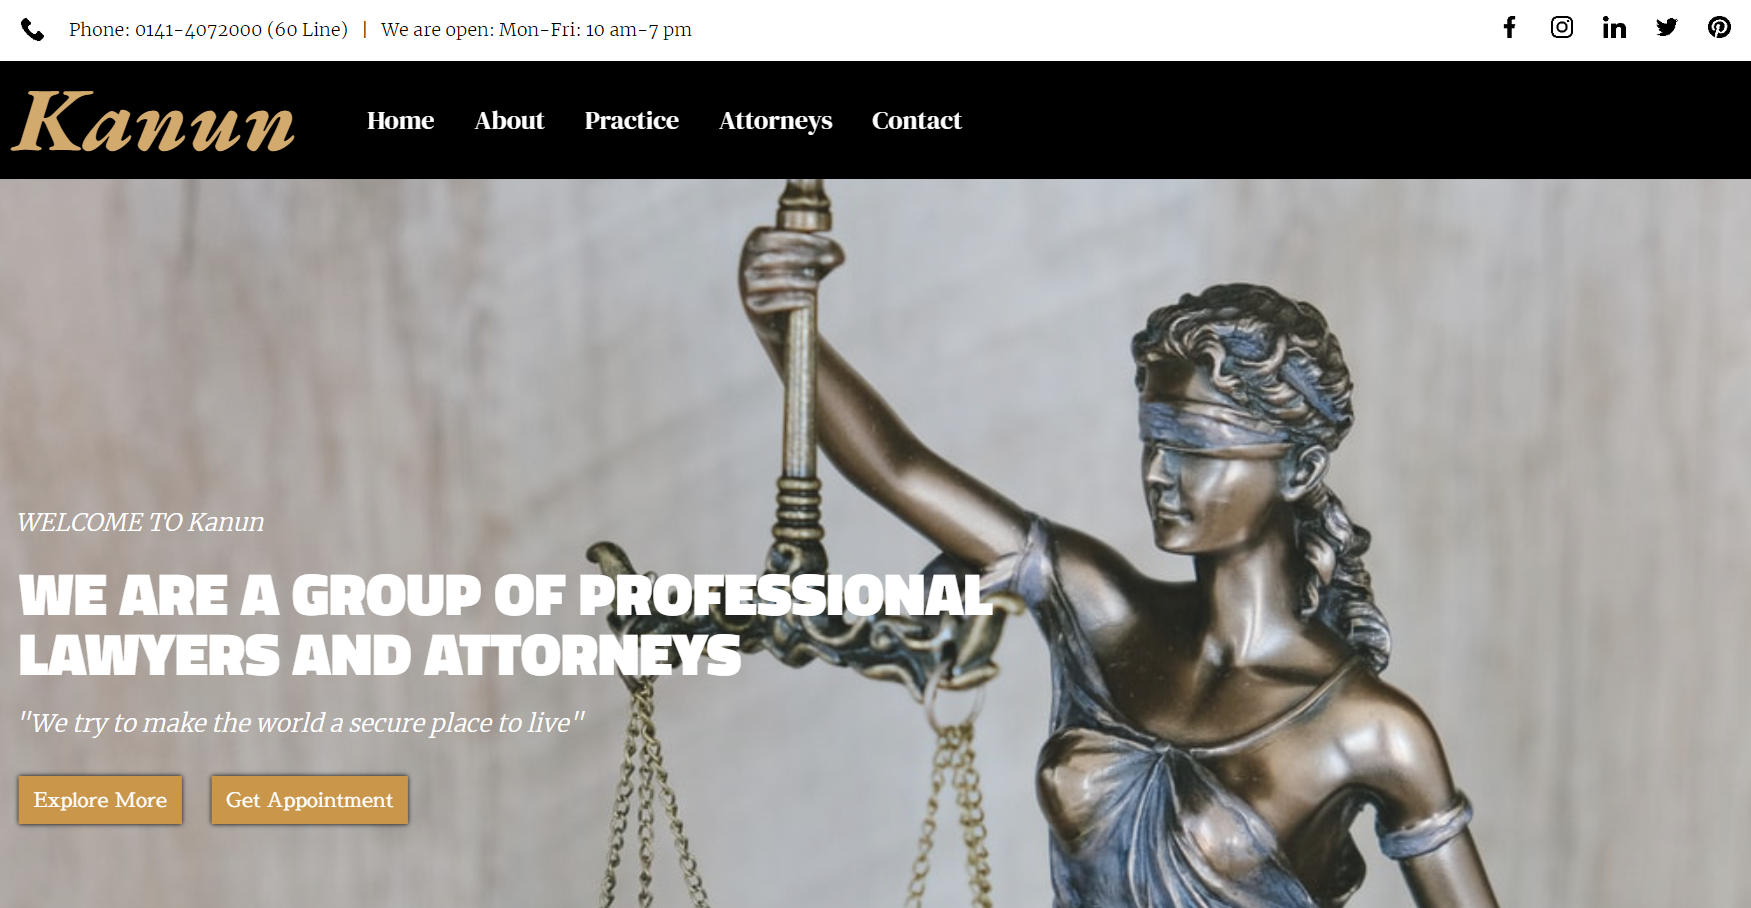 Phone: 0141-4072000 (60 Line) | We are open: Mon-Fri: 10 am-7 pm
Kanun
Home About Practice Attorneys Contact
WELCOME TO Kanun
WE ARE A GROUP OF PROFESSIONAL
LAWYERS AND ATTORNEYS
"We try to make the world a secure place to live"
Explore More Get Appointment